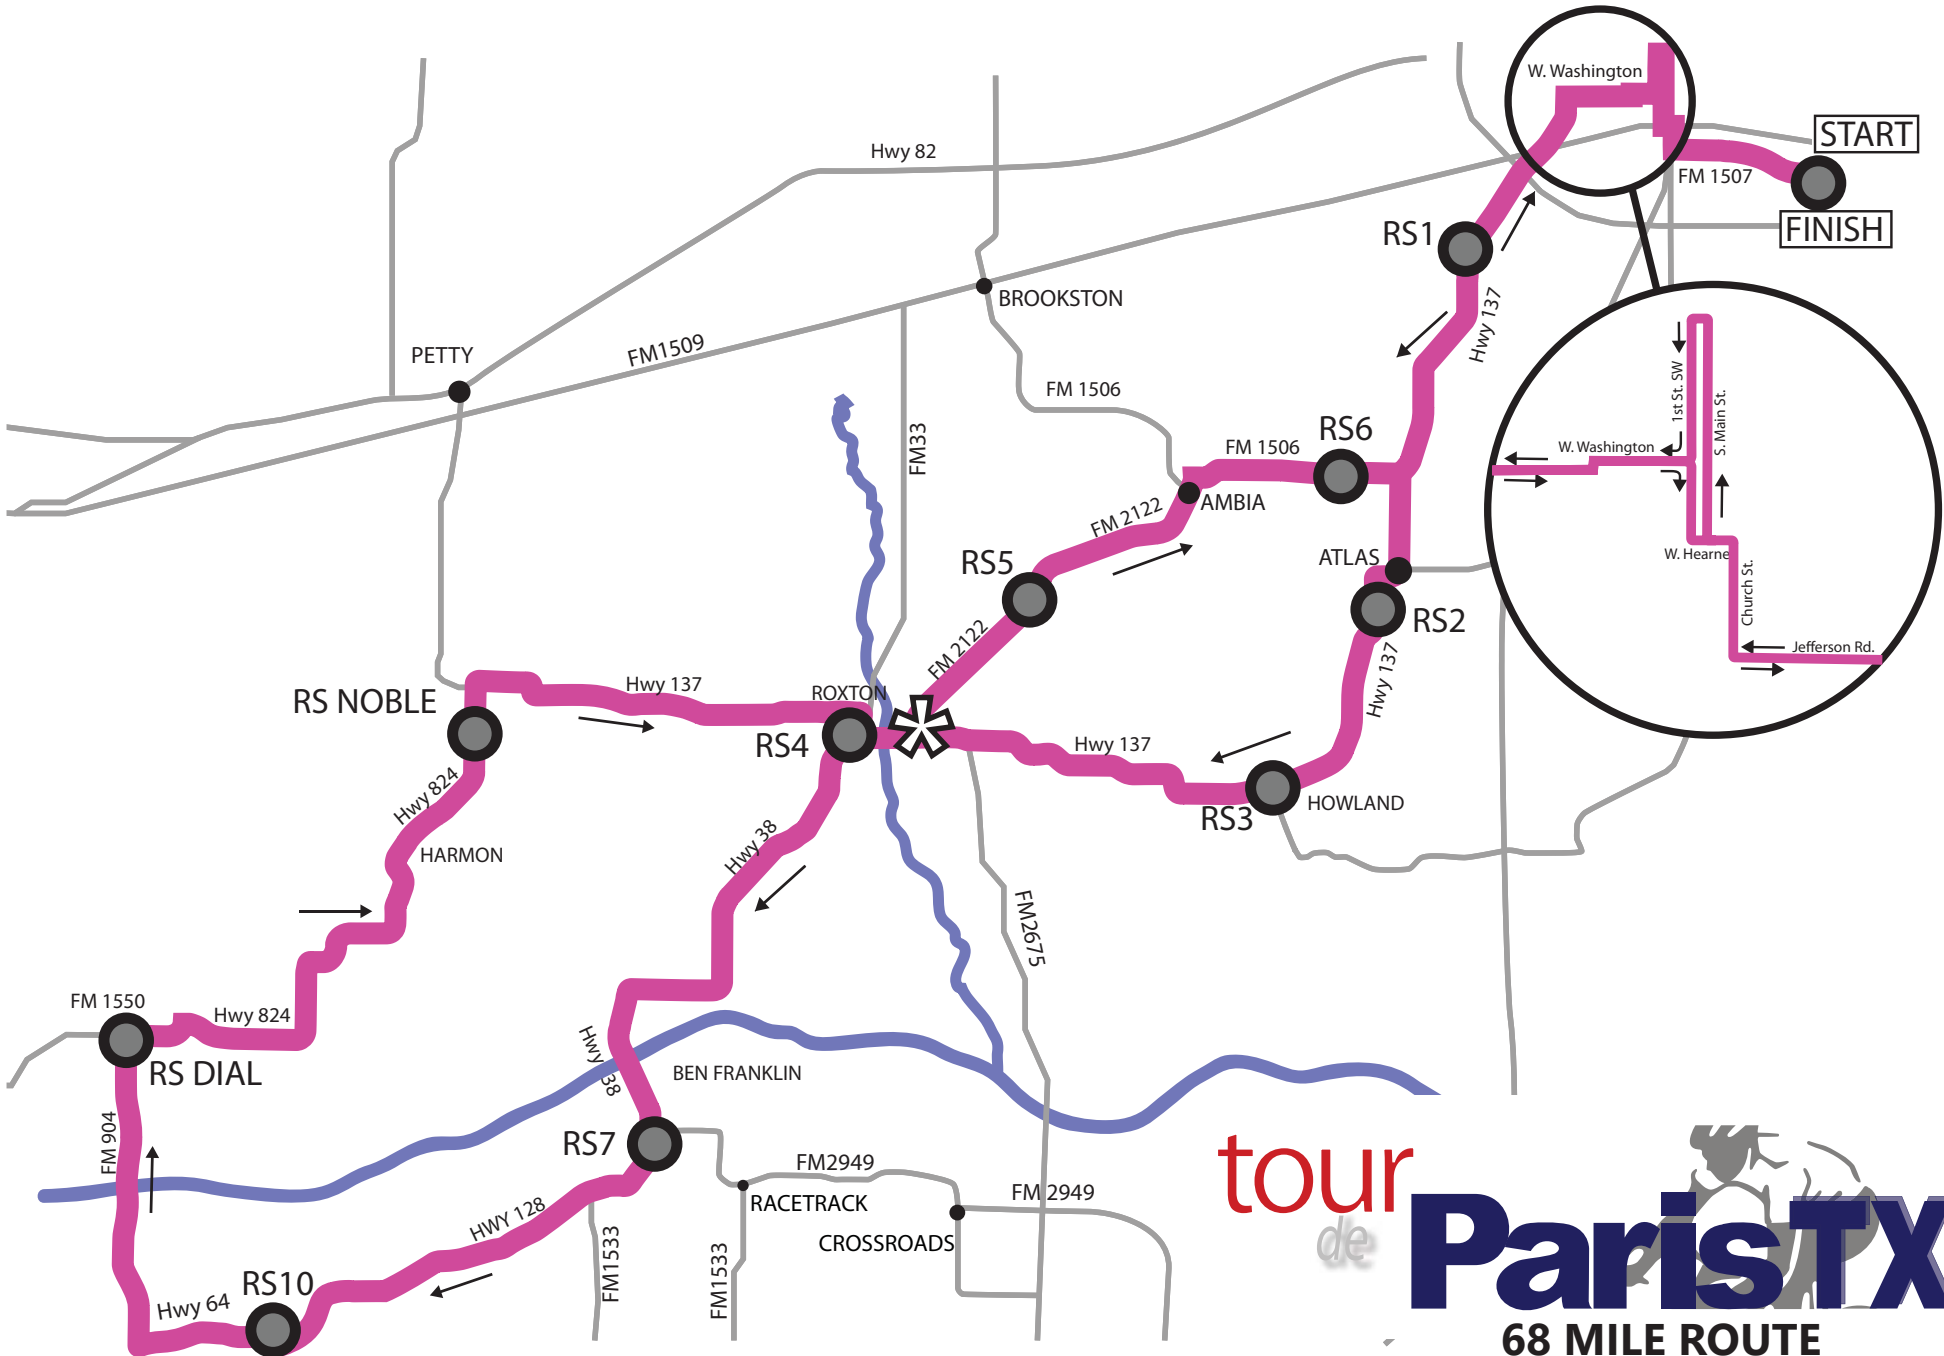 W. Washington
START
Hwy 82
FM 1507
FINISH
RS1
BROOKSTON
Hwy 137
PETTY
FM1509
FM 1506
1st St. SW
S. Main St.
RS6
FM33
FM 1506
W. Washington
AMBIA
FM 2122
ATLAS
W. Hearne
RS5
Church St.
RS2
FM 2122
Jefferson Rd.
Hwy 137
RS NOBLE
Hwy 137
ROXTON
RS4
Hwy 137
Hwy 824
RS3
HOWLAND
Hwy 38
HARMON
FM2675
FM 1550
Hwy 824
RS DIAL
Hwy 38
BEN FRANKLIN
FM 904
RS7
FM2949
FM 2949
RACETRACK
HWY 128
CROSSROADS
FM1533
FM1533
RS10
Hwy 64
tour
de
Paris TX
68 MILE ROUTE